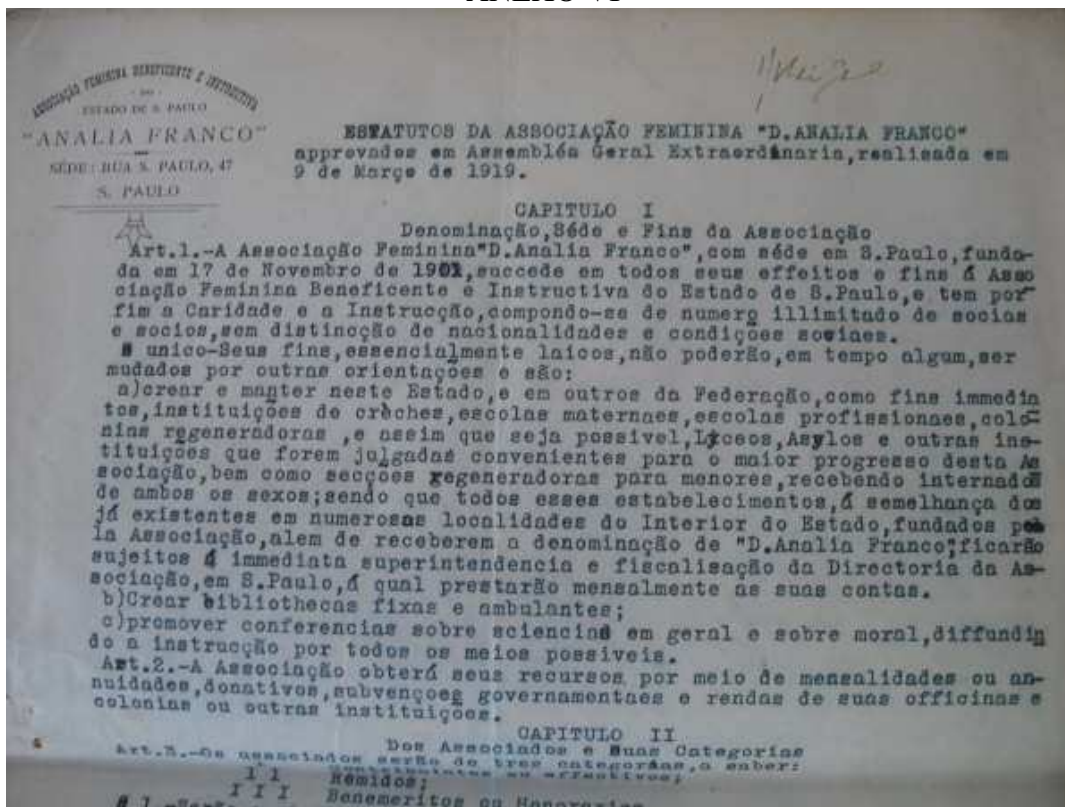 ANEXO VI
ASSOCIAÇÃO FEMININA BENEFICENTE E INSTRUCTIVA
DO
ESTADO DE S. PAULO
"ANALIA FRANCO"
SÉDE: RUA S. PAULO, 47
S. PAULO
ESTATUTOS DA ASSOCIAÇÃO FEMININA "D.ANALIA FRANCO"
approvados em Assembléa Geral Extraordinaria,realisada em
9 de Março de 1919.
CAPITULO I
Denominação,Séde e Fins da Associação
Art.1.-A Associação Feminina"D.Analia Franco",com séde em S.Paulo,funda-
da em 17 de Novembro de 1901,succede em todos seus effeitos e fins á Asso
ciação Feminina Beneficente e Instructiva do Estado de S.Paulo,e tem por
fim a Caridade e a Instrucção,compondo-se de numero illimitado de socias
e socios,sem distincção de nacionalidades e condições sociaes.
unico-Seus fins,essencialmente laicos,não poderão,em tempo algum,ser
mudados por outras orientações e são:
a)crear e manter neste Estado,e em outros da Federação,como fins immedia
tos,instituições de crèches,escolas maternaes,escolas profissionaes,colo-
nias regeneradoras ,e assim que seja possivel,Lyceos,Asylos e outras ins-
tituições que forem julgadas convenientes para o maior progresso desta As
sociação,bem como secções regeneradoras para menores,recebendo internados
de ambos os sexos;sendo que todos esses estabelecimentos,á semelhança dos
já existentes em numerosas localidades do Interior do Estado,fundados pe
la Associação,alem de receberem a denominação de "D.Analia Franco";ficarão
sujeitos á immediata superintendencia e fiscalisação da Directoria da As-
sociação,em S.Paulo,á qual prestarão mensalmente as suas contas.
b)Crear bibliothecas fixas e ambulantes;
c)promover conferencias sobre sciencias em geral e sobre moral,diffundin
do a instrucção por todos os meios possiveis.
Art.2.-A Associação obterá seus recursos por meio de mensalidades ou an-
nuidades,donativos,subvenções governamentaes e rendas de suas officinas e
colonias ou outras instituições.
CAPITULO II
Dos Associados e Suas Categorias
Art.3.-Os associados serão de tres categorias,a saber:
ou effectivos;
I I Remidos;
I I I Benemeritos ou Honorarios